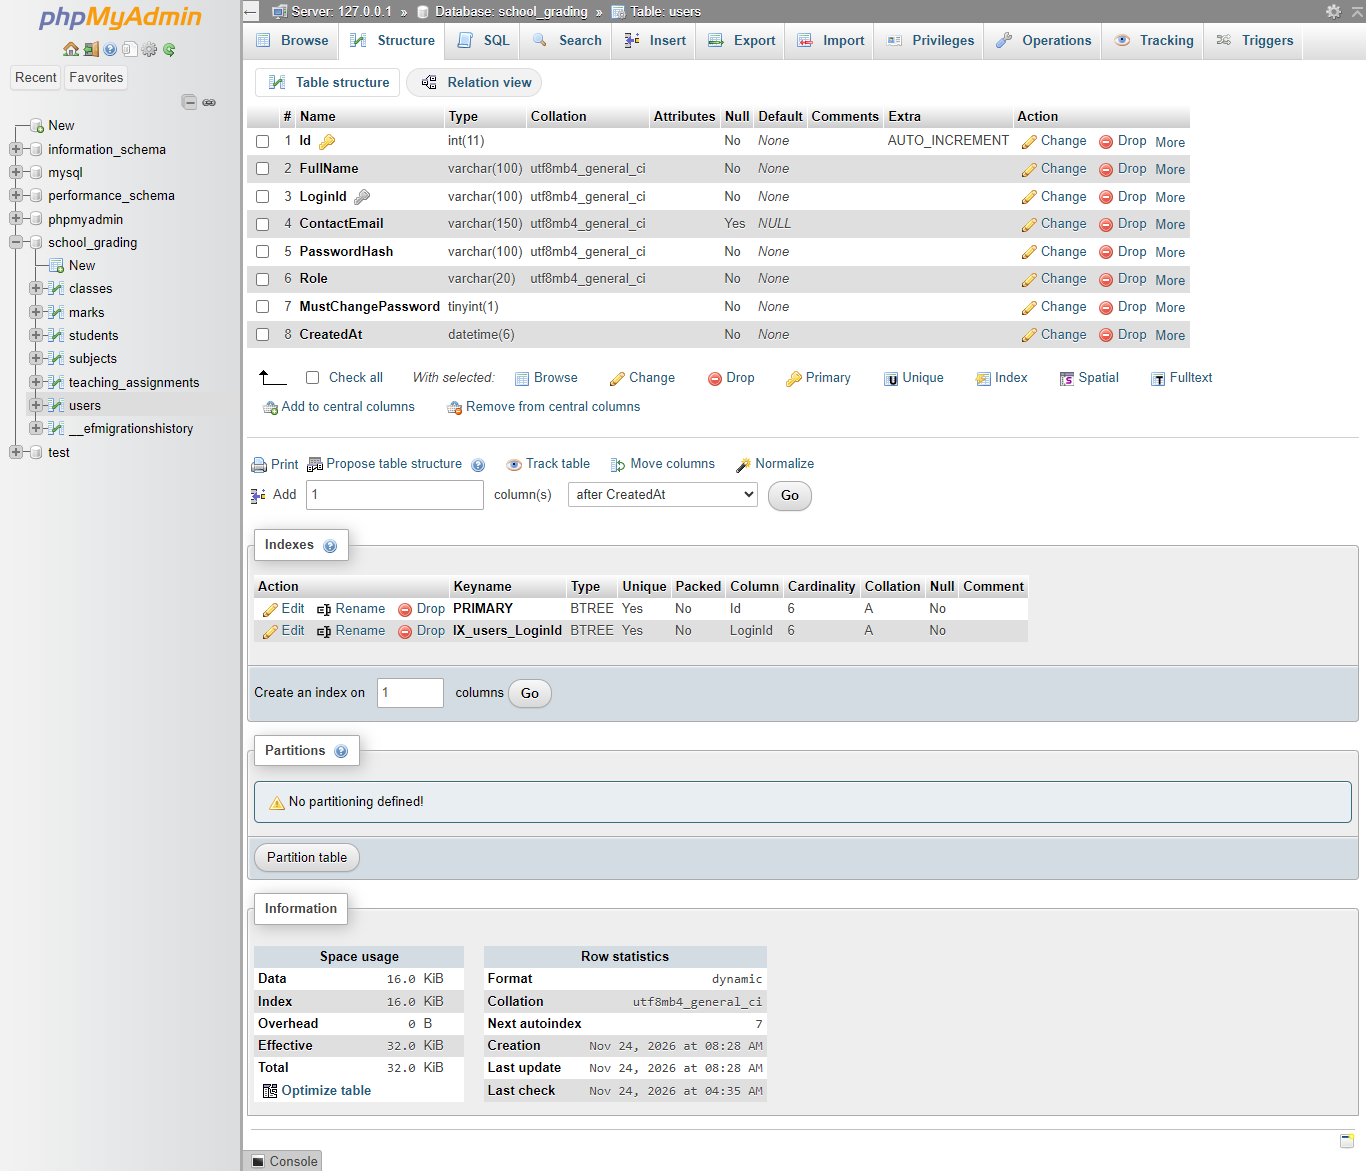 phpMyAdmin
Recent Favorites
New
information_schema
mysql
performance_schema
phpmyadmin
school_grading
New
classes
marks
students
subjects
teaching_assignments
users
__efmigrationshistory
test
Server: 127.0.0.1 » Database: school_grading » Table: users
Browse Structure SQL Search Insert Export Import Privileges Operations Tracking Triggers
Table structure Relation view
# Name Type Collation Attributes Null Default Comments Extra Action
1 Id int(11) No None AUTO_INCREMENT Change Drop More
2 FullName varchar(100) utf8mb4_general_ci No None Change Drop More
3 LoginId varchar(100) utf8mb4_general_ci No None Change Drop More
4 ContactEmail varchar(150) utf8mb4_general_ci Yes NULL Change Drop More
5 PasswordHash varchar(100) utf8mb4_general_ci No None Change Drop More
6 Role varchar(20) utf8mb4_general_ci No None Change Drop More
7 MustChangePassword tinyint(1) No None Change Drop More
8 CreatedAt datetime(6) No None Change Drop More
Check all With selected: Browse Change Drop Primary Unique Index Spatial Fulltext
Add to central columns Remove from central columns
Print Propose table structure Track table Move columns Normalize
Add 1 column(s) after CreatedAt Go
Indexes
Action Keyname Type Unique Packed Column Cardinality Collation Null Comment
Edit Rename Drop PRIMARY BTREE Yes No Id 6 A No
Edit Rename Drop IX_users_LoginId BTREE Yes No LoginId 6 A No
Create an index on 1 columns Go
Partitions
No partitioning defined!
Partition table
Information
Space usage
Data 16.0 KiB
Index 16.0 KiB
Overhead 0 B
Effective 32.0 KiB
Total 32.0 KiB
Optimize table
Row statistics
Format dynamic
Collation utf8mb4_general_ci
Next autoindex 7
Creation Nov 24, 2026 at 08:28 AM
Last update Nov 24, 2026 at 08:28 AM
Last check Nov 24, 2026 at 04:35 AM
Console